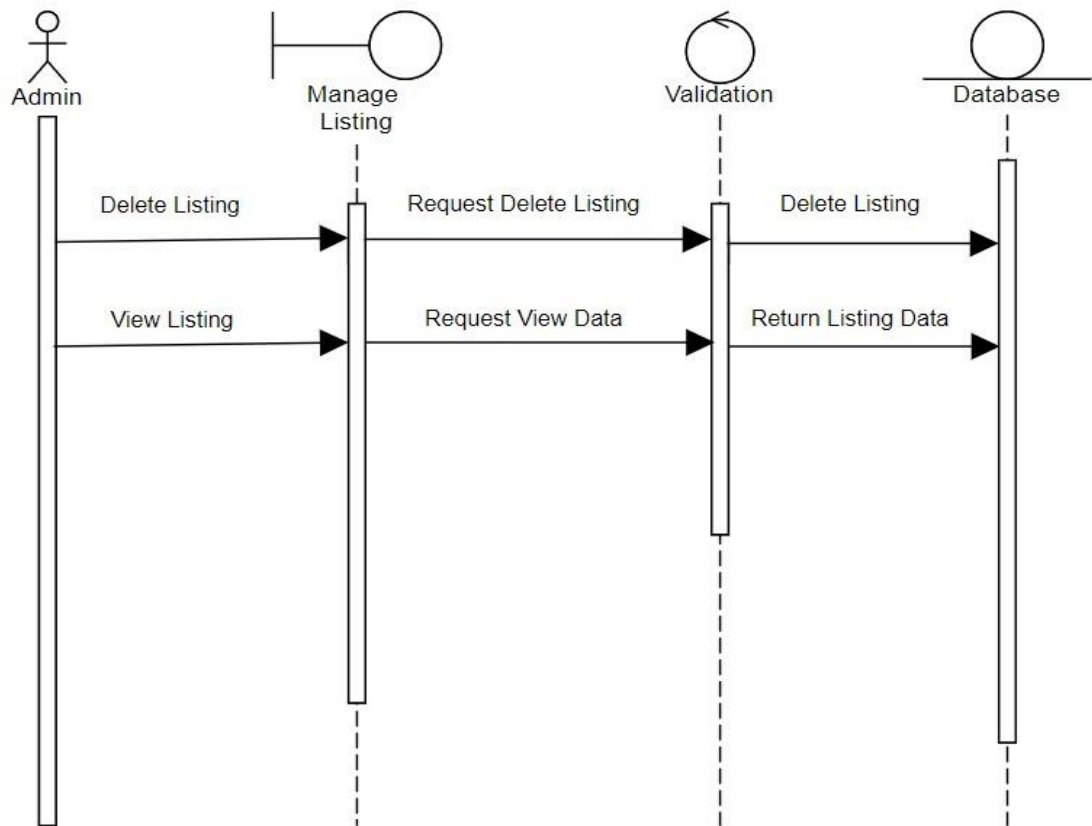 Admin
Manage
Listing
Validation
Database
Delete Listing
Request Delete Listing
Delete Listing
View Listing
Request View Data
Return Listing Data